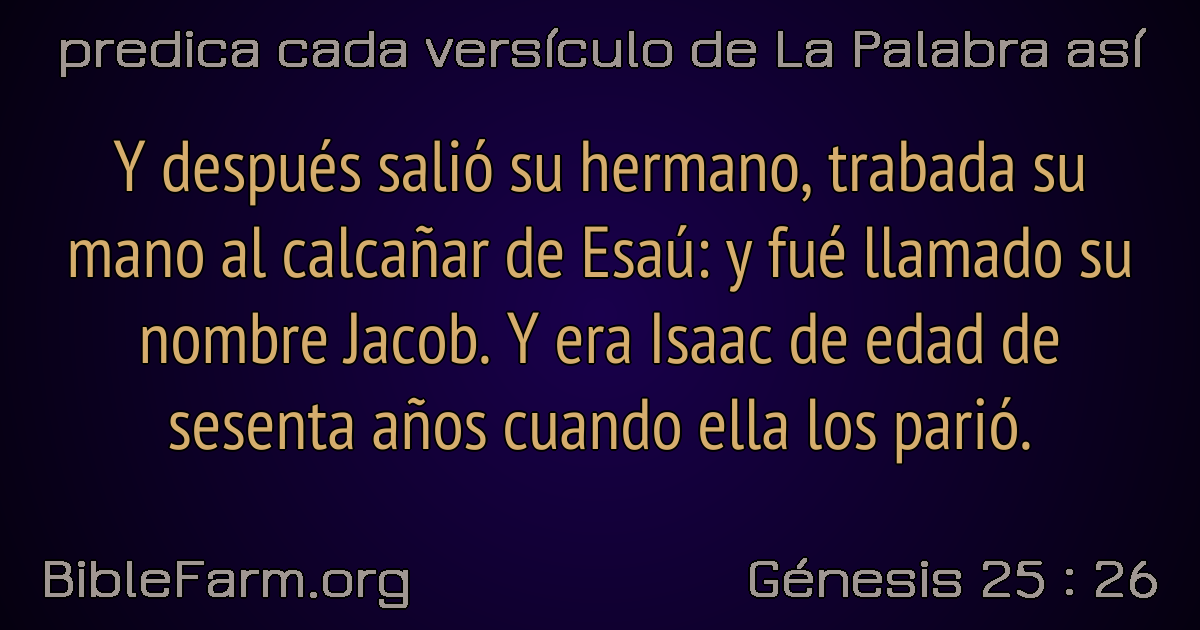 predica cada versículo de La Palabra así
Y después salió su hermano, trabada su
mano al calcañar de Esaú: y fué llamado su
nombre Jacob. Y era Isaac de edad de
sesenta años cuando ella los parió.
BibleFarm.org
Génesis 25 : 26